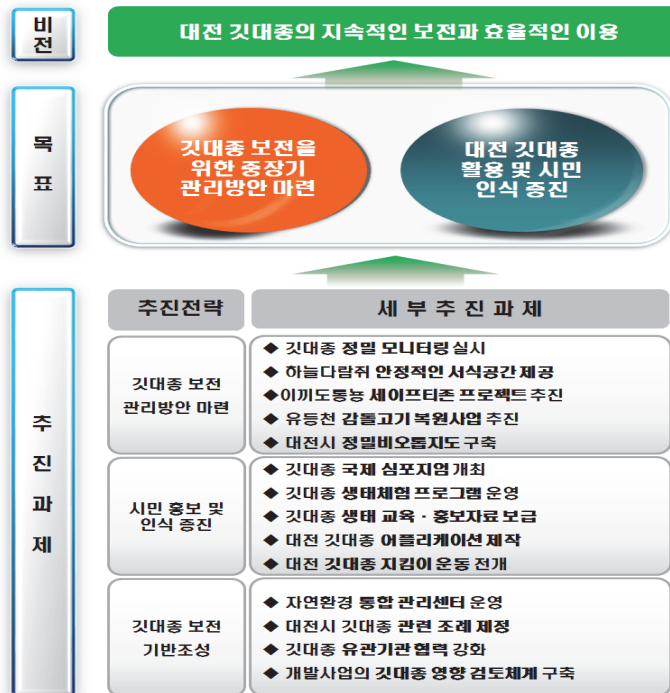 비전
대전 깃대종의 지속적인 보전과 효율적인 이용
목표
깃대종 보전을
위한 중장기
관리방안 마련
대전 깃대종
활용 및 시민
인식 증진
추진과제
추진전략
세부추진과제
깃대종 보전
관리방안 마련
◆ 깃대종 정밀 모니터링 실시
◆ 하늘다람쥐 안정적인 서식공간 제공
◆이끼도롱뇽 세이프티존 프로젝트 추진
◆ 유등천 감돌고기 복원사업 추진
◆ 대전시 정밀비오톱지도 구축
시민 홍보 및
인식 증진
◆ 깃대종 국제 심포지엄 개최
◆ 깃대종 생태체험 프로그램 운영
◆ 깃대종 생태 교육 · 홍보자료 보급
◆ 대전 깃대종 어플리케이션 제작
◆ 대전 깃대종 지킴이 운동 전개
깃대종 보전
기반조성
◆ 자연환경 통합 관리센터 운영
◆ 대전시 깃대종 관련 조례 제정
◆ 깃대종 유관기관 협력 강화
◆ 개발사업의 깃대종 영향 검토체계 구축